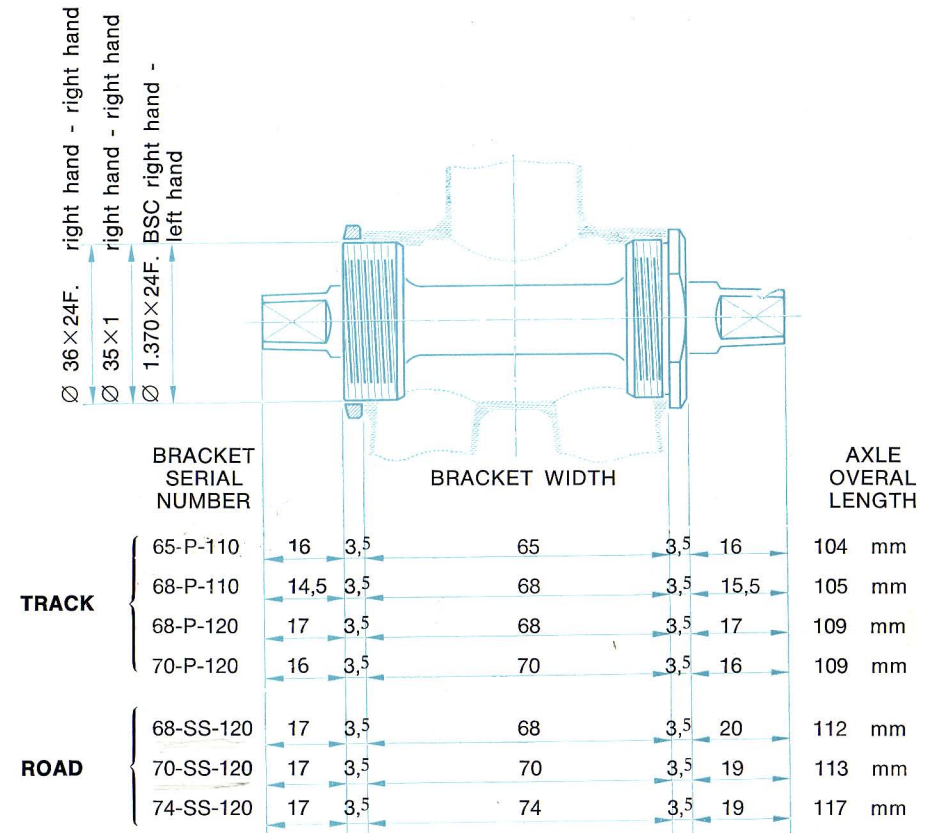 Ø 36×24F. right hand - right hand
Ø 35×1 right hand - right hand
Ø 1.370×24F. BSC right hand -
left hand
BRACKET
SERIAL
NUMBER
BRACKET WIDTH
AXLE
OVERAL
LENGTH
TRACK
65-P-110 16 3,5 65 3,5 16 104 mm
68-P-110 14,5 3,5 68 3,5 15,5 105 mm
68-P-120 17 3,5 68 3,5 17 109 mm
70-P-120 16 3,5 70 3,5 16 109 mm
ROAD
68-SS-120 17 3,5 68 3,5 20 112 mm
70-SS-120 17 3,5 70 3,5 19 113 mm
74-SS-120 17 3,5 74 3,5 19 117 mm